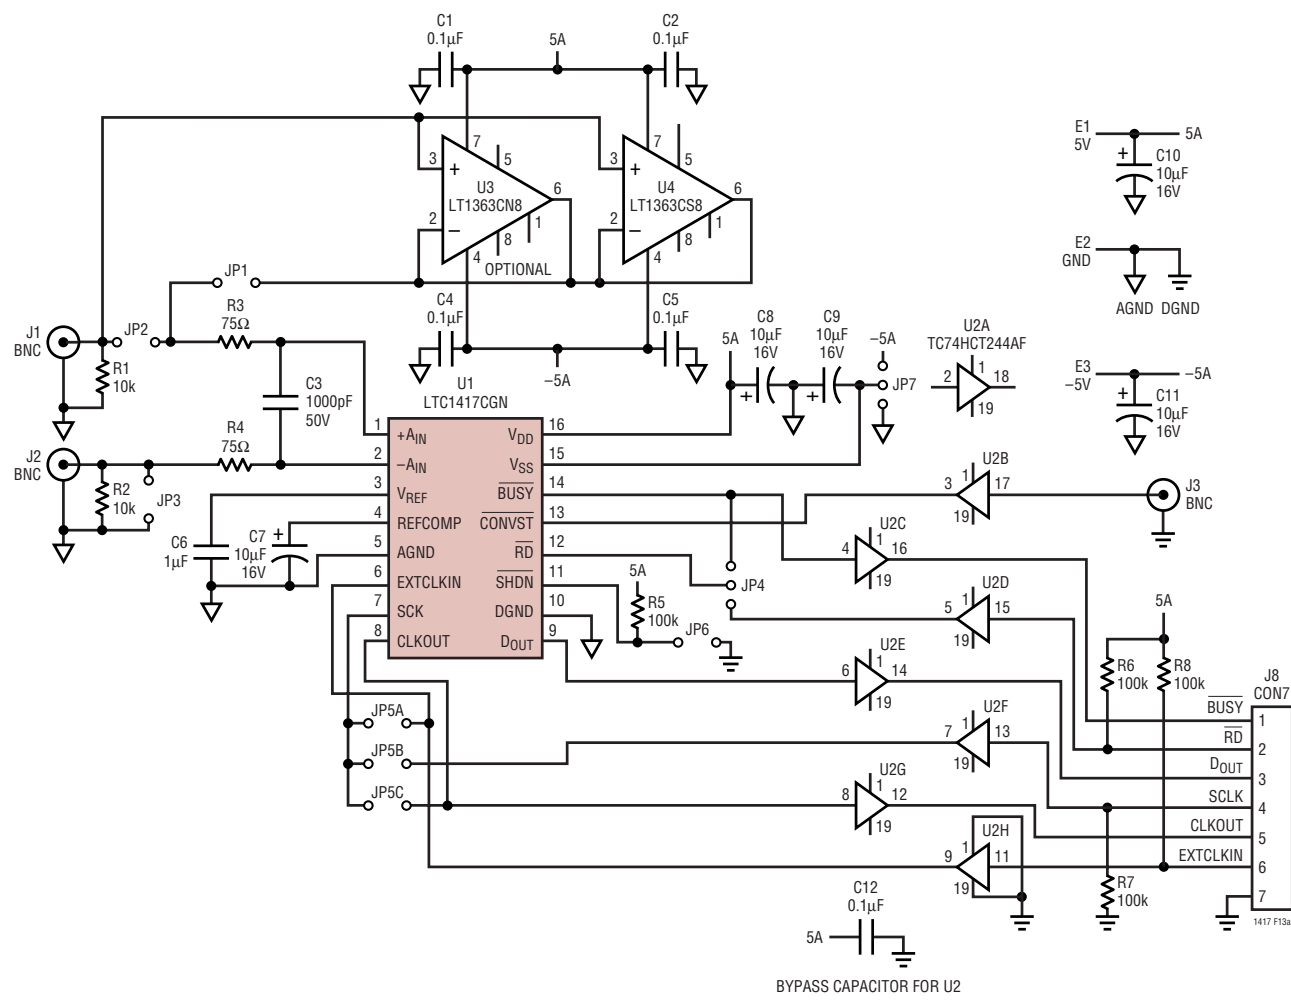 C1
0.1µF
5A
C2
0.1µF
7
5
3
+
U3
LT1363CN8
6
2
–
1
8
4
OPTIONAL
7
5
3
+
U4
LT1363CS8
6
2
–
1
8
4
E1
5V
5A
+
C10
10µF
16V
E2
GND
AGND
DGND
E3
–5V
–5A
+
C11
10µF
16V
JP1
J1
BNC
JP2
R3
75Ω
R1
10k
C3
1000pF
50V
C4
0.1µF
C5
0.1µF
–5A
5A
C8
10µF
16V
+
C9
10µF
16V
+
–5A
JP7
U2A
TC74HCT244AF
2
1
18
19
J2
BNC
R4
75Ω
R2
10k
JP3
U1
LTC1417CGN
1
+AIN
2
–AIN
3
VREF
4
REFCOMP
5
AGND
6
EXTCLKIN
7
SCK
8
CLKOUT
VDD
16
VSS
15
BUSY
14
CONVST
13
RD
12
SHDN
11
DGND
10
DOUT
9
C6
1µF
C7
10µF
16V
+
5A
R5
100k
JP6
JP4
U2B
3
1
17
19
J3
BNC
U2C
4
1
16
19
U2D
5
1
15
19
U2E
6
1
14
19
U2F
7
1
13
19
U2G
8
1
12
19
U2H
9
1
11
19
JP5A
JP5B
JP5C
5A
R6
100k
R8
100k
R7
100k
J8
CON7
BUSY
1
RD
2
DOUT
3
SCLK
4
CLKOUT
5
EXTCLKIN
6
7
1417 F13a
C12
0.1µF
5A
BYPASS CAPACITOR FOR U2